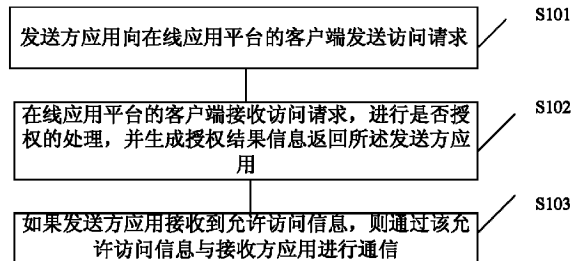 发送方应用向在线应用平台的客户端发送访问请求
S101
在线应用平台的客户端接收访问请求，进行是否授
权的处理，并生成授权结果信息返回所述发送方应
用
S102
如果发送方应用接收到允许访问信息，则通过该允
许访问信息与接收方应用进行通信
S103